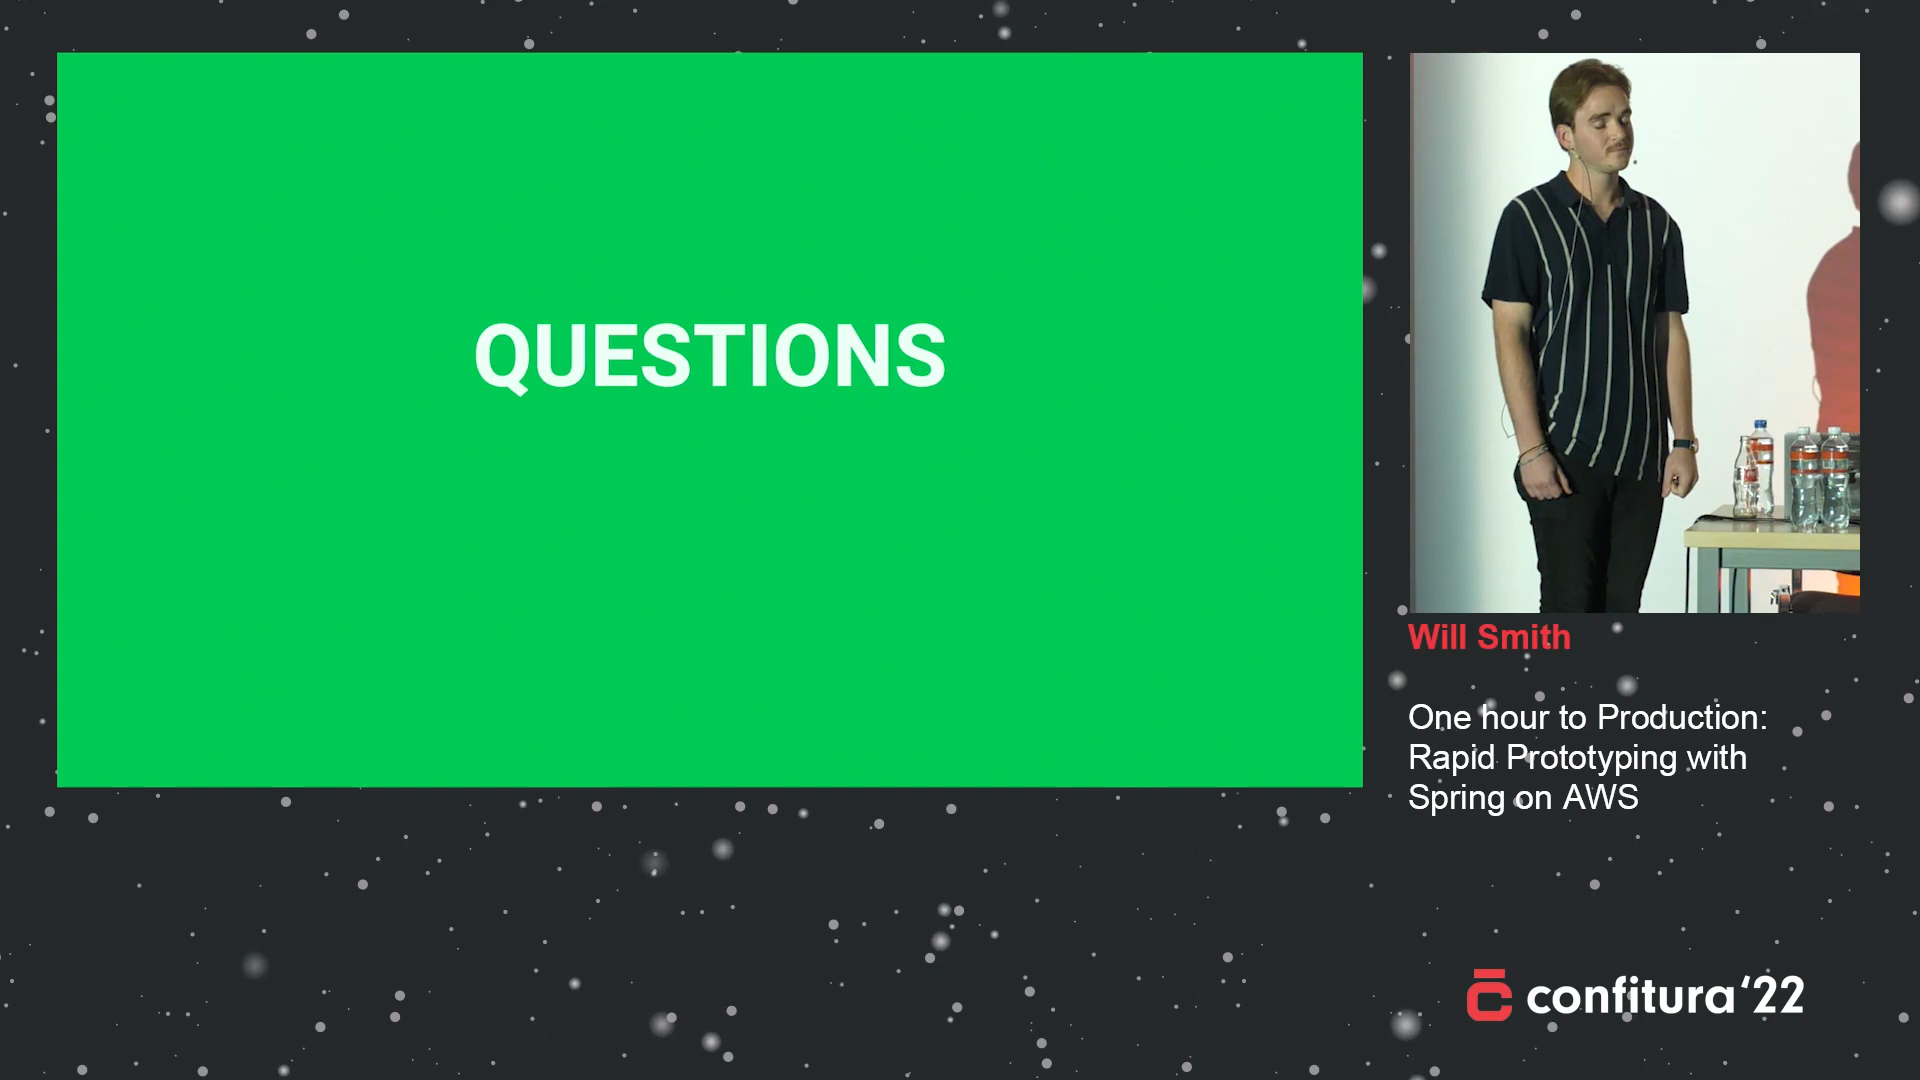 QUESTIONS
Will Smith
One hour to Production:
Rapid Prototyping with
Spring on AWS
confitura‘22